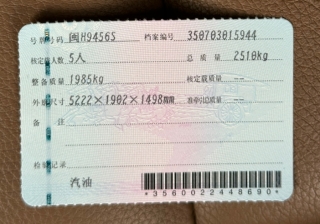 号牌号码 闽H9456S 档案编号 350703015944
核定载人数 5人 总质量 2510kg
整备质量 1985kg 核定载质量 ----
外廓尺寸 5222×1902×1498mm 准牵引总质量 ----
备注
检验记录
汽油
*3560022448690*